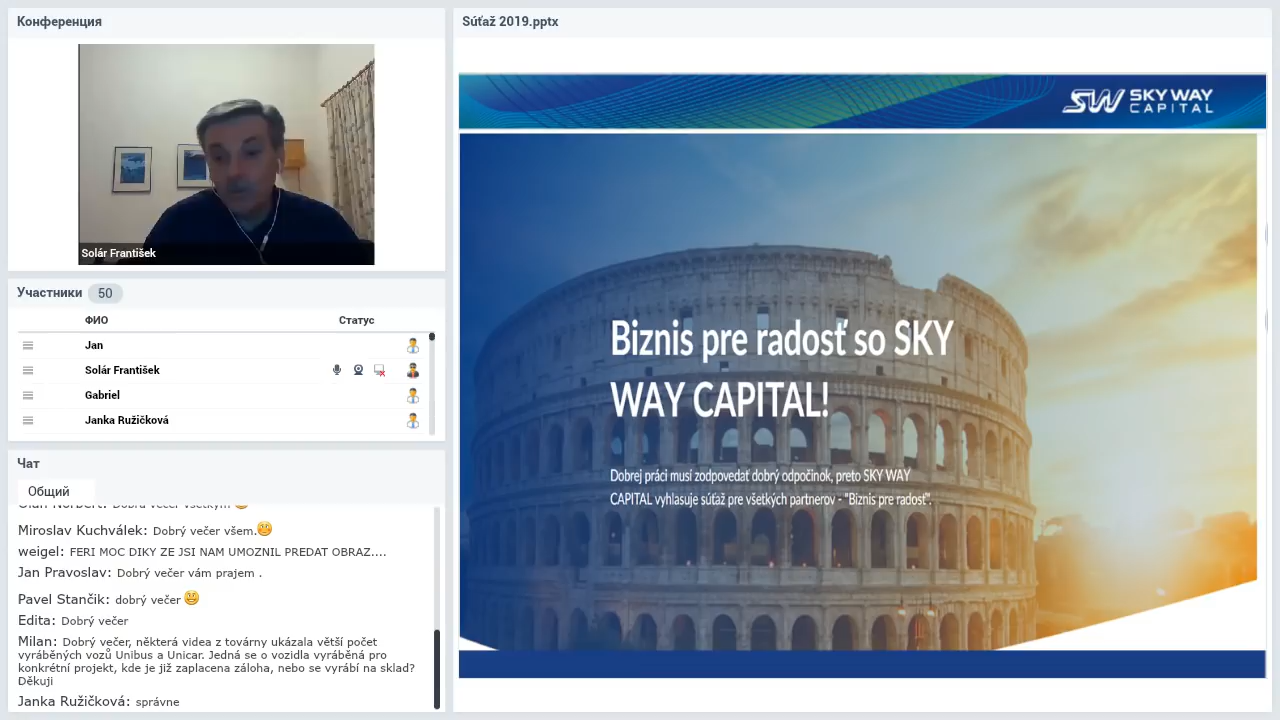 Конференция
Solár František
Участники 50
ФИО Статус
Jan
Solár František
Gabriel
Janka Ružičková
Чат
Общий
Miroslav Kuchválek: Dobrý večer všem.
weigel: FERI MOC DIKY ZE JSI NAM UMOZNIL PREDAT OBRAZ....
Jan Pravoslav: Dobrý večer vám prajem .
Pavel Stančik: dobrý večer
Edita: Dobrý večer
Milan: Dobrý večer, některá videa z továrny ukázala větší počet
vyráběných vozů Unibus a Unicar. Jedná se o vozidla vyráběná pro
konkrétní projekt, kde je již zaplacena záloha, nebo se vyrábí na sklad?
Děkuji
Janka Ružičková: správne
Súťaž 2019.pptx
SW SKY WAY
CAPITAL
Biznis pre radosť so SKY
WAY CAPITAL!
Dobrej práci musi zodpovedať dobrý odpočinok, preto SKY WAY
CAPITAL vyhlasuje súťaž pre všetkých partnerov - "Biznis pre radosť".